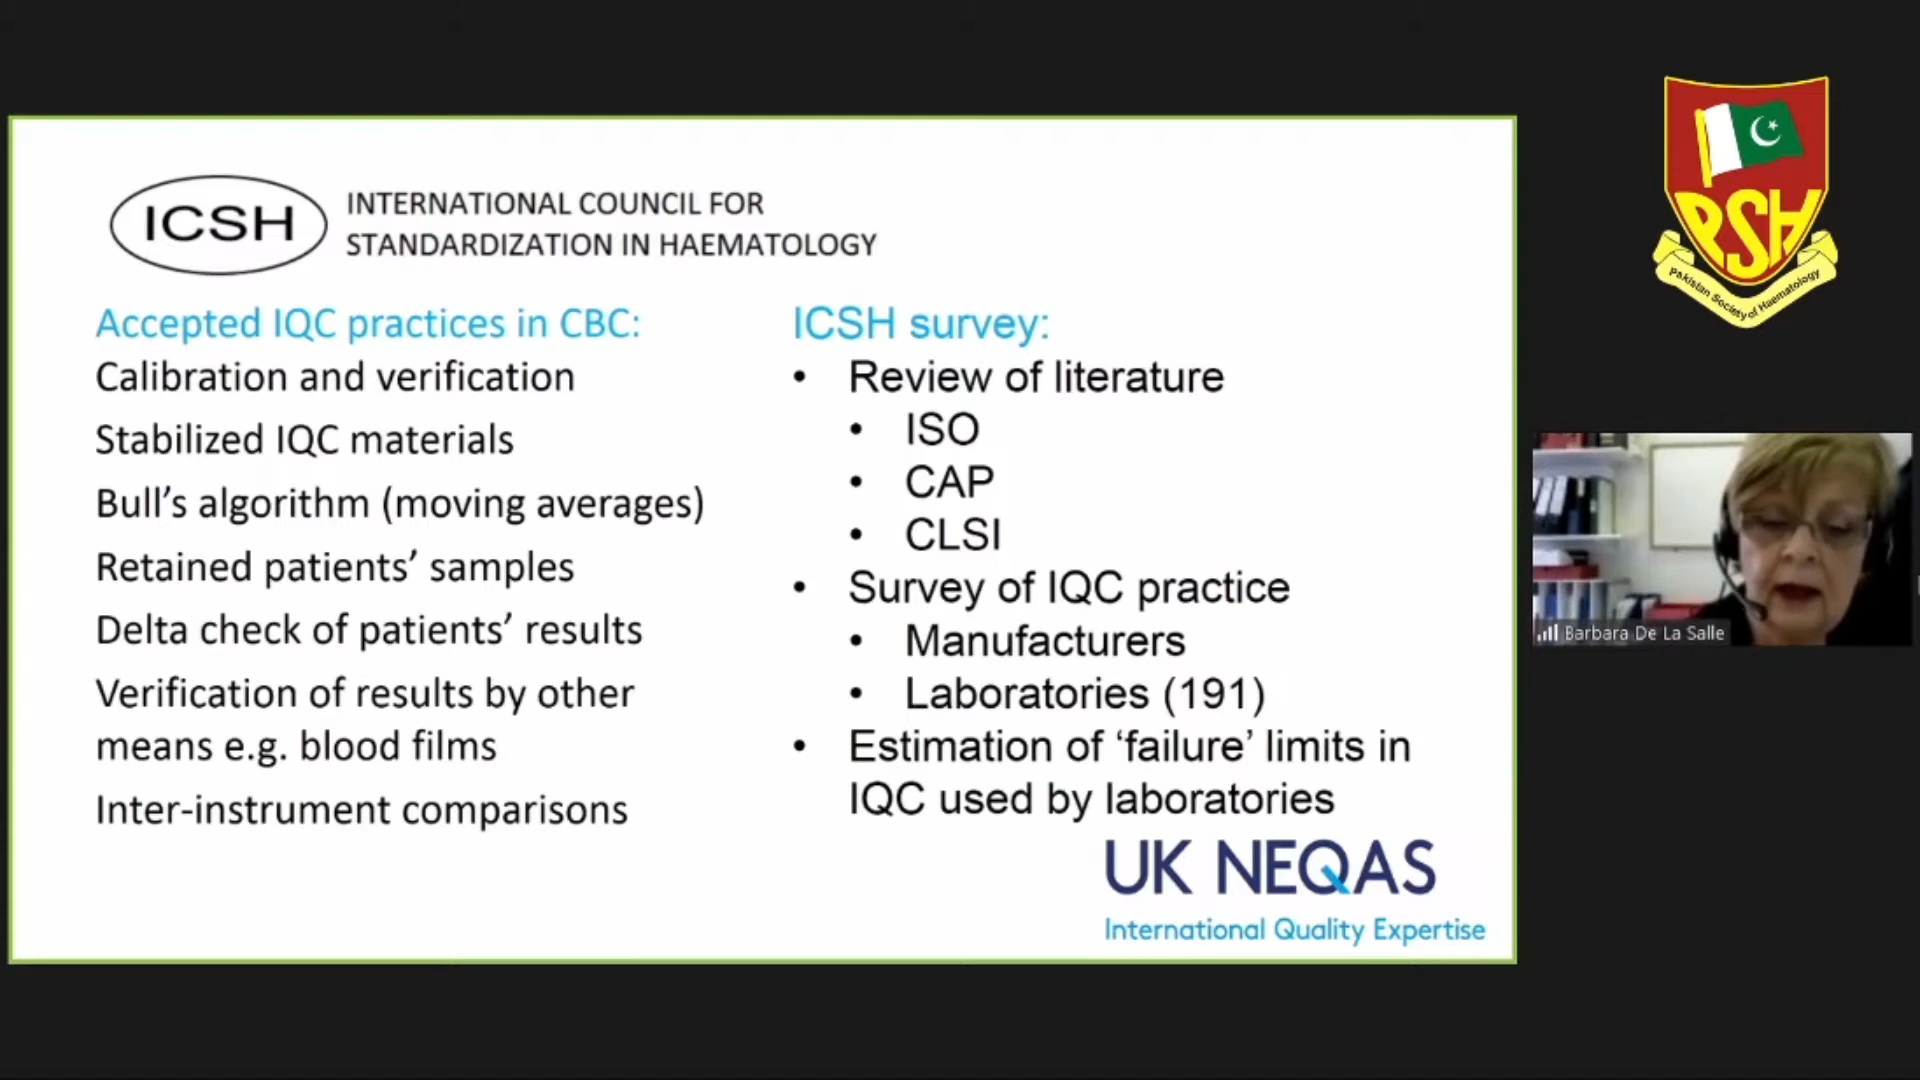 ICSH
INTERNATIONAL COUNCIL FOR
STANDARDIZATION IN HAEMATOLOGY
Accepted IQC practices in CBC:
Calibration and verification
Stabilized IQC materials
Bull’s algorithm (moving averages)
Retained patients’ samples
Delta check of patients’ results
Verification of results by other
means e.g. blood films
Inter-instrument comparisons
ICSH survey:
• Review of literature
• ISO
• CAP
• CLSI
• Survey of IQC practice
• Manufacturers
• Laboratories (191)
• Estimation of ‘failure’ limits in
IQC used by laboratories
UK NEQAS
International Quality Expertise
PSH
Pakistan Society of Haematology
Barbara De La Salle